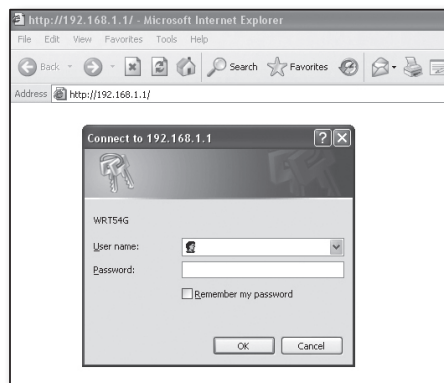 http://192.168.1.1/ - Microsoft Internet Explorer
File Edit View Favorites Tools Help
Back Search Favorites
Address http://192.168.1.1/
Connect to 192.168.1.1
WRT54G
User name:
Password:
Remember my password
OK Cancel